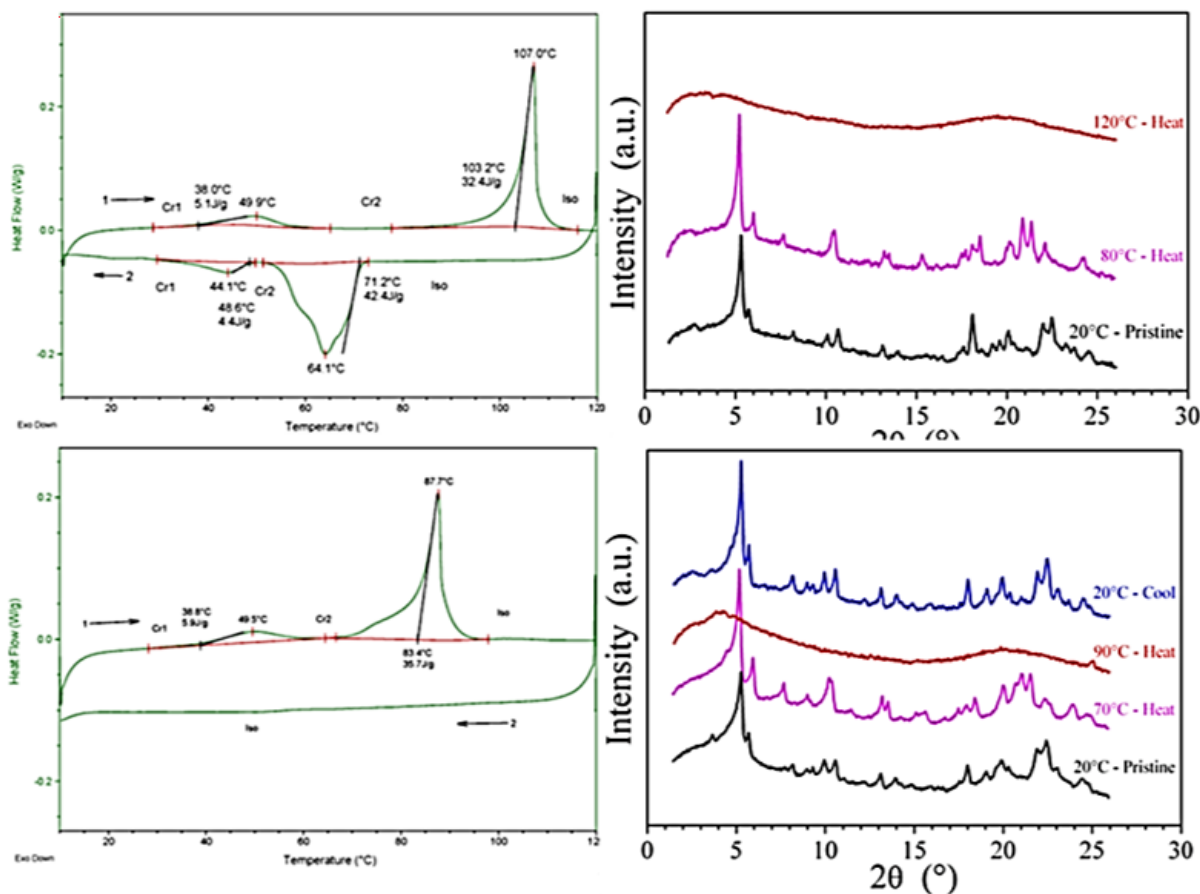 107.0°C
0.2
103.2°C
32.4J/g
38.0°C
5.1J/g
49.9°C
1
Cr1
Cr2
Iso
0.0
2
Cr1
44.1°C
48.6°C
4.4J/g
Cr2
71.2°C
42.4J/g
Iso
-0.2
64.1°C
Heat Flow (W/g)
20 40 60 80 100 120
Exo Down
Temperature (°C)
Intensity (a.u.)
120°C - Heat
80°C - Heat
20°C - Pristine
0 5 10 15 20 25 30
87.7°C
0.2
38.8°C
5.9J/g
49.5°C
1
Cr1
Cr2
Iso
0.0
83.4°C
35.7J/g
Iso
2
-0.2
Heat Flow (W/g)
20 40 60 80 100 120
Exo Down
Temperature (°C)
Intensity (a.u.)
20°C - Cool
90°C - Heat
70°C - Heat
20°C - Pristine
0 5 10 15 20 25 30
2θ (°)